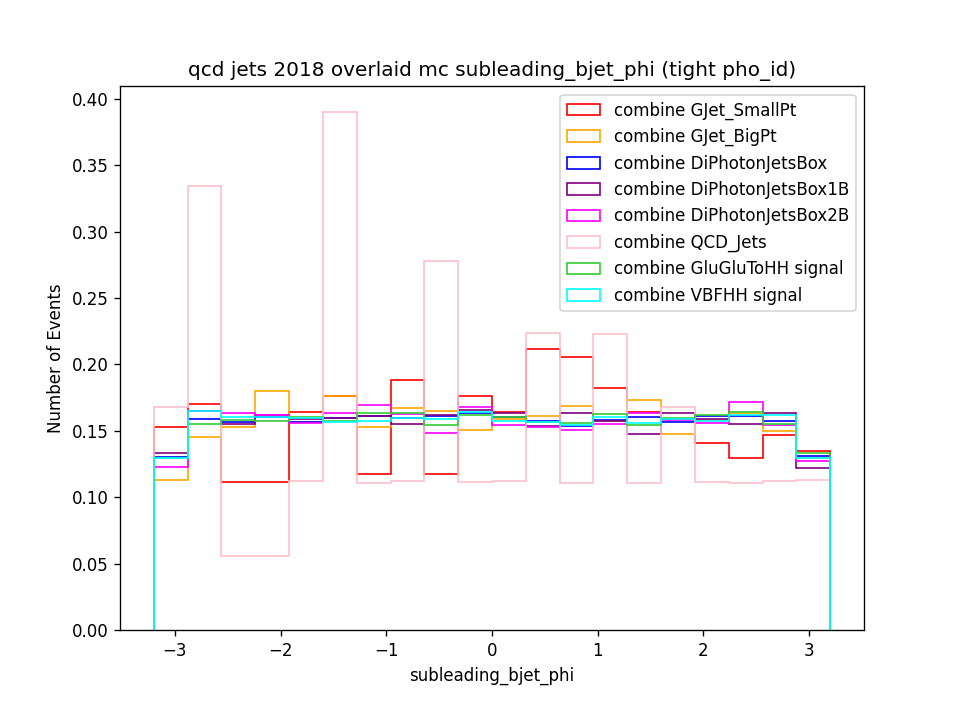 qcd jets 2018 overlaid mc subleading_bjet_phi (tight pho_id)
combine GJet_SmallPt
combine GJet_BigPt
combine DiPhotonJetsBox
combine DiPhotonJetsBox1B
combine DiPhotonJetsBox2B
combine QCD_Jets
combine GluGluToHH signal
combine VBFHH signal
Number of Events
0.40
0.35
0.30
0.25
0.20
0.15
0.10
0.05
0.00
−3 −2 −1 0 1 2 3
subleading_bjet_phi